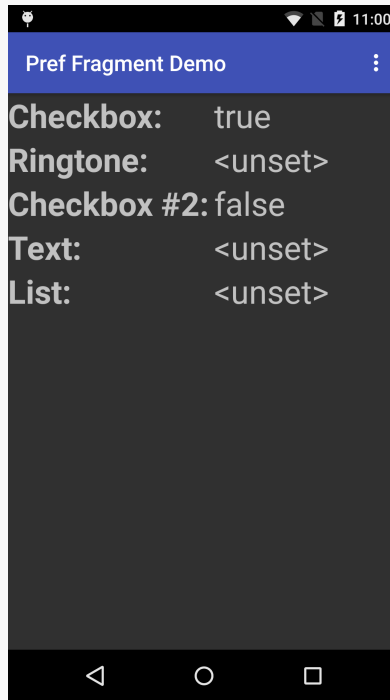 11:00
Pref Fragment Demo
Checkbox: true
Ringtone: <unset>
Checkbox #2: false
Text: <unset>
List: <unset>